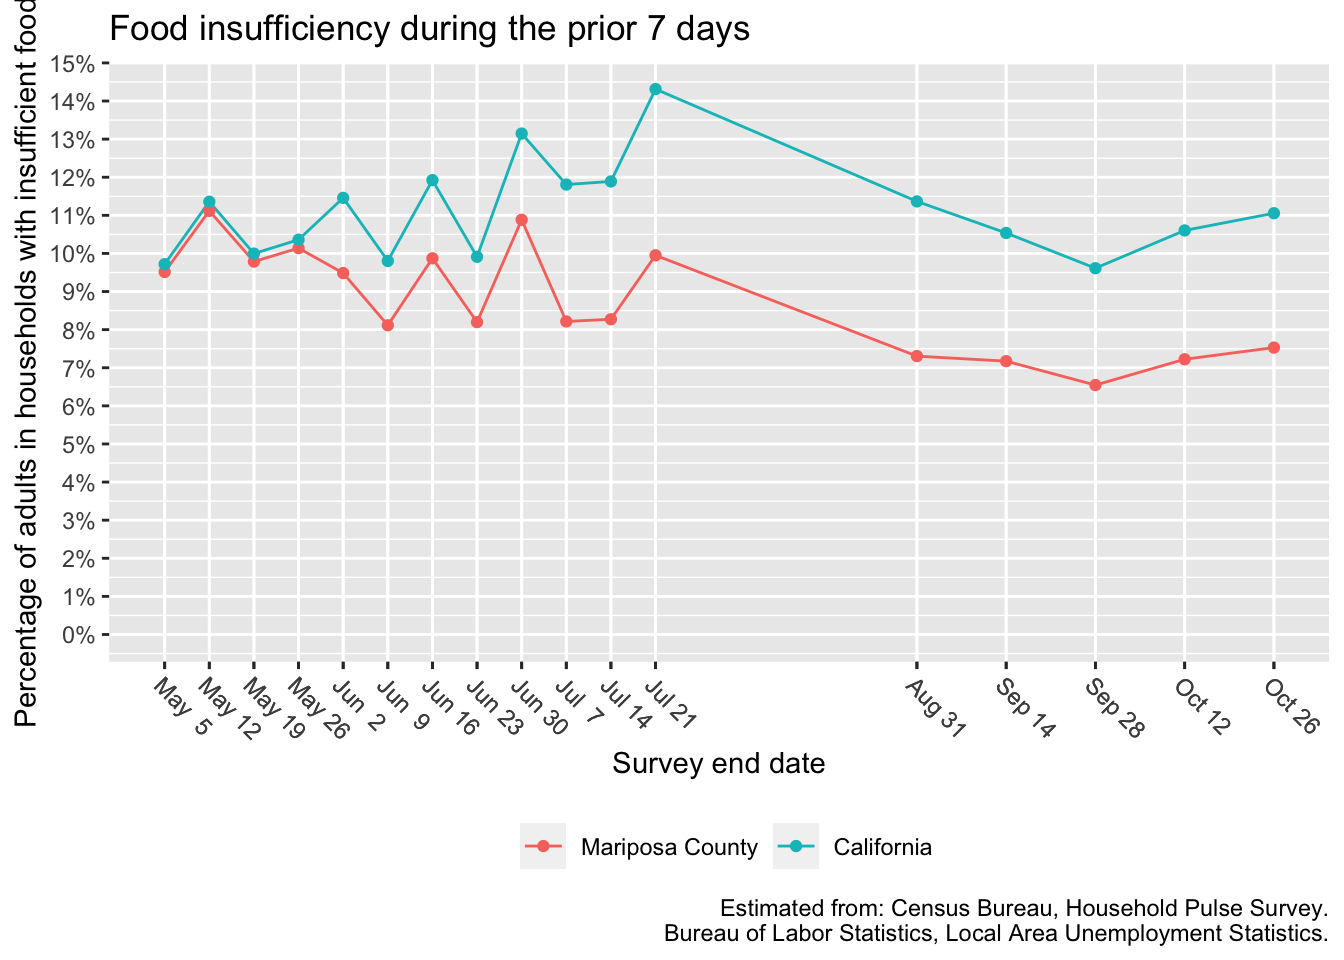 Food insufficiency during the prior 7 days
Percentage of adults in households with insufficient food
15%
14%
13%
12%
11%
10%
9%
8%
7%
6%
5%
4%
3%
2%
1%
0%
May 5
May 12
May 19
May 26
Jun 2
Jun 9
Jun 16
Jun 23
Jun 30
Jul 7
Jul 14
Jul 21
Aug 31
Sep 14
Sep 28
Oct 12
Oct 26
Survey end date
Mariposa County
California
Estimated from: Census Bureau, Household Pulse Survey.
Bureau of Labor Statistics, Local Area Unemployment Statistics.